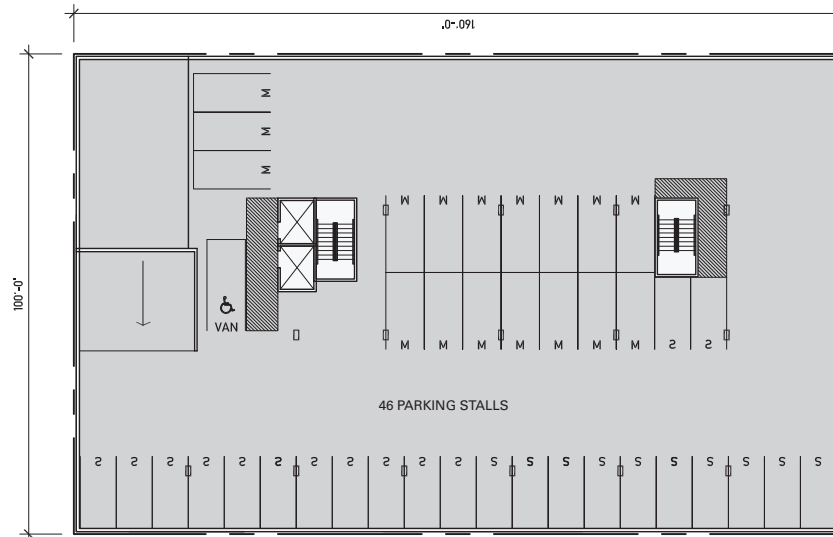 160'-0"
100'-0"
M
M
M
M M M M M M M
VAN
M M M M M M M S S
46 PARKING STALLS
S S S S S S S S S S S S S S S S S S S S S